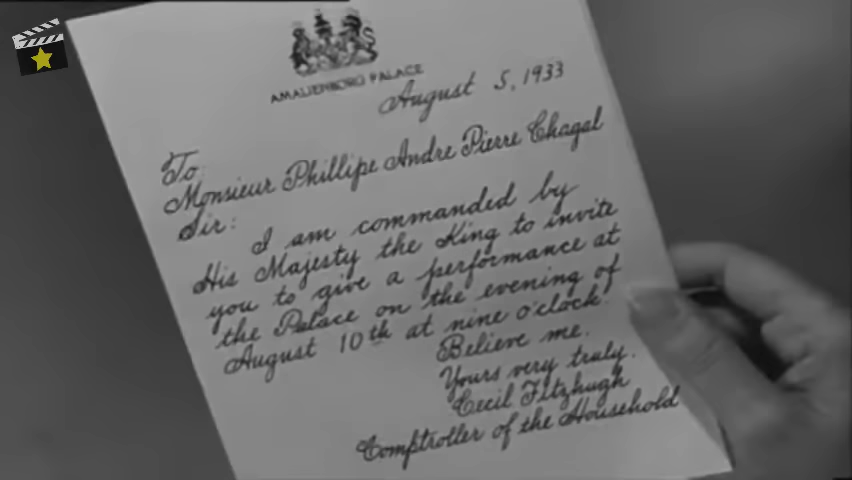 AMALIENBORG PALACE
August 5, 1933
To:
Monsieur Phillipe Andre Pierre Chagal
Sir:
I am commanded by
His Majesty the King to invite
you to give a performance at
the Palace on the evening of
August 10th at nine o'clock.
Believe me.
Yours very truly.
Cecil Fitzhugh
Comptroller of the Household